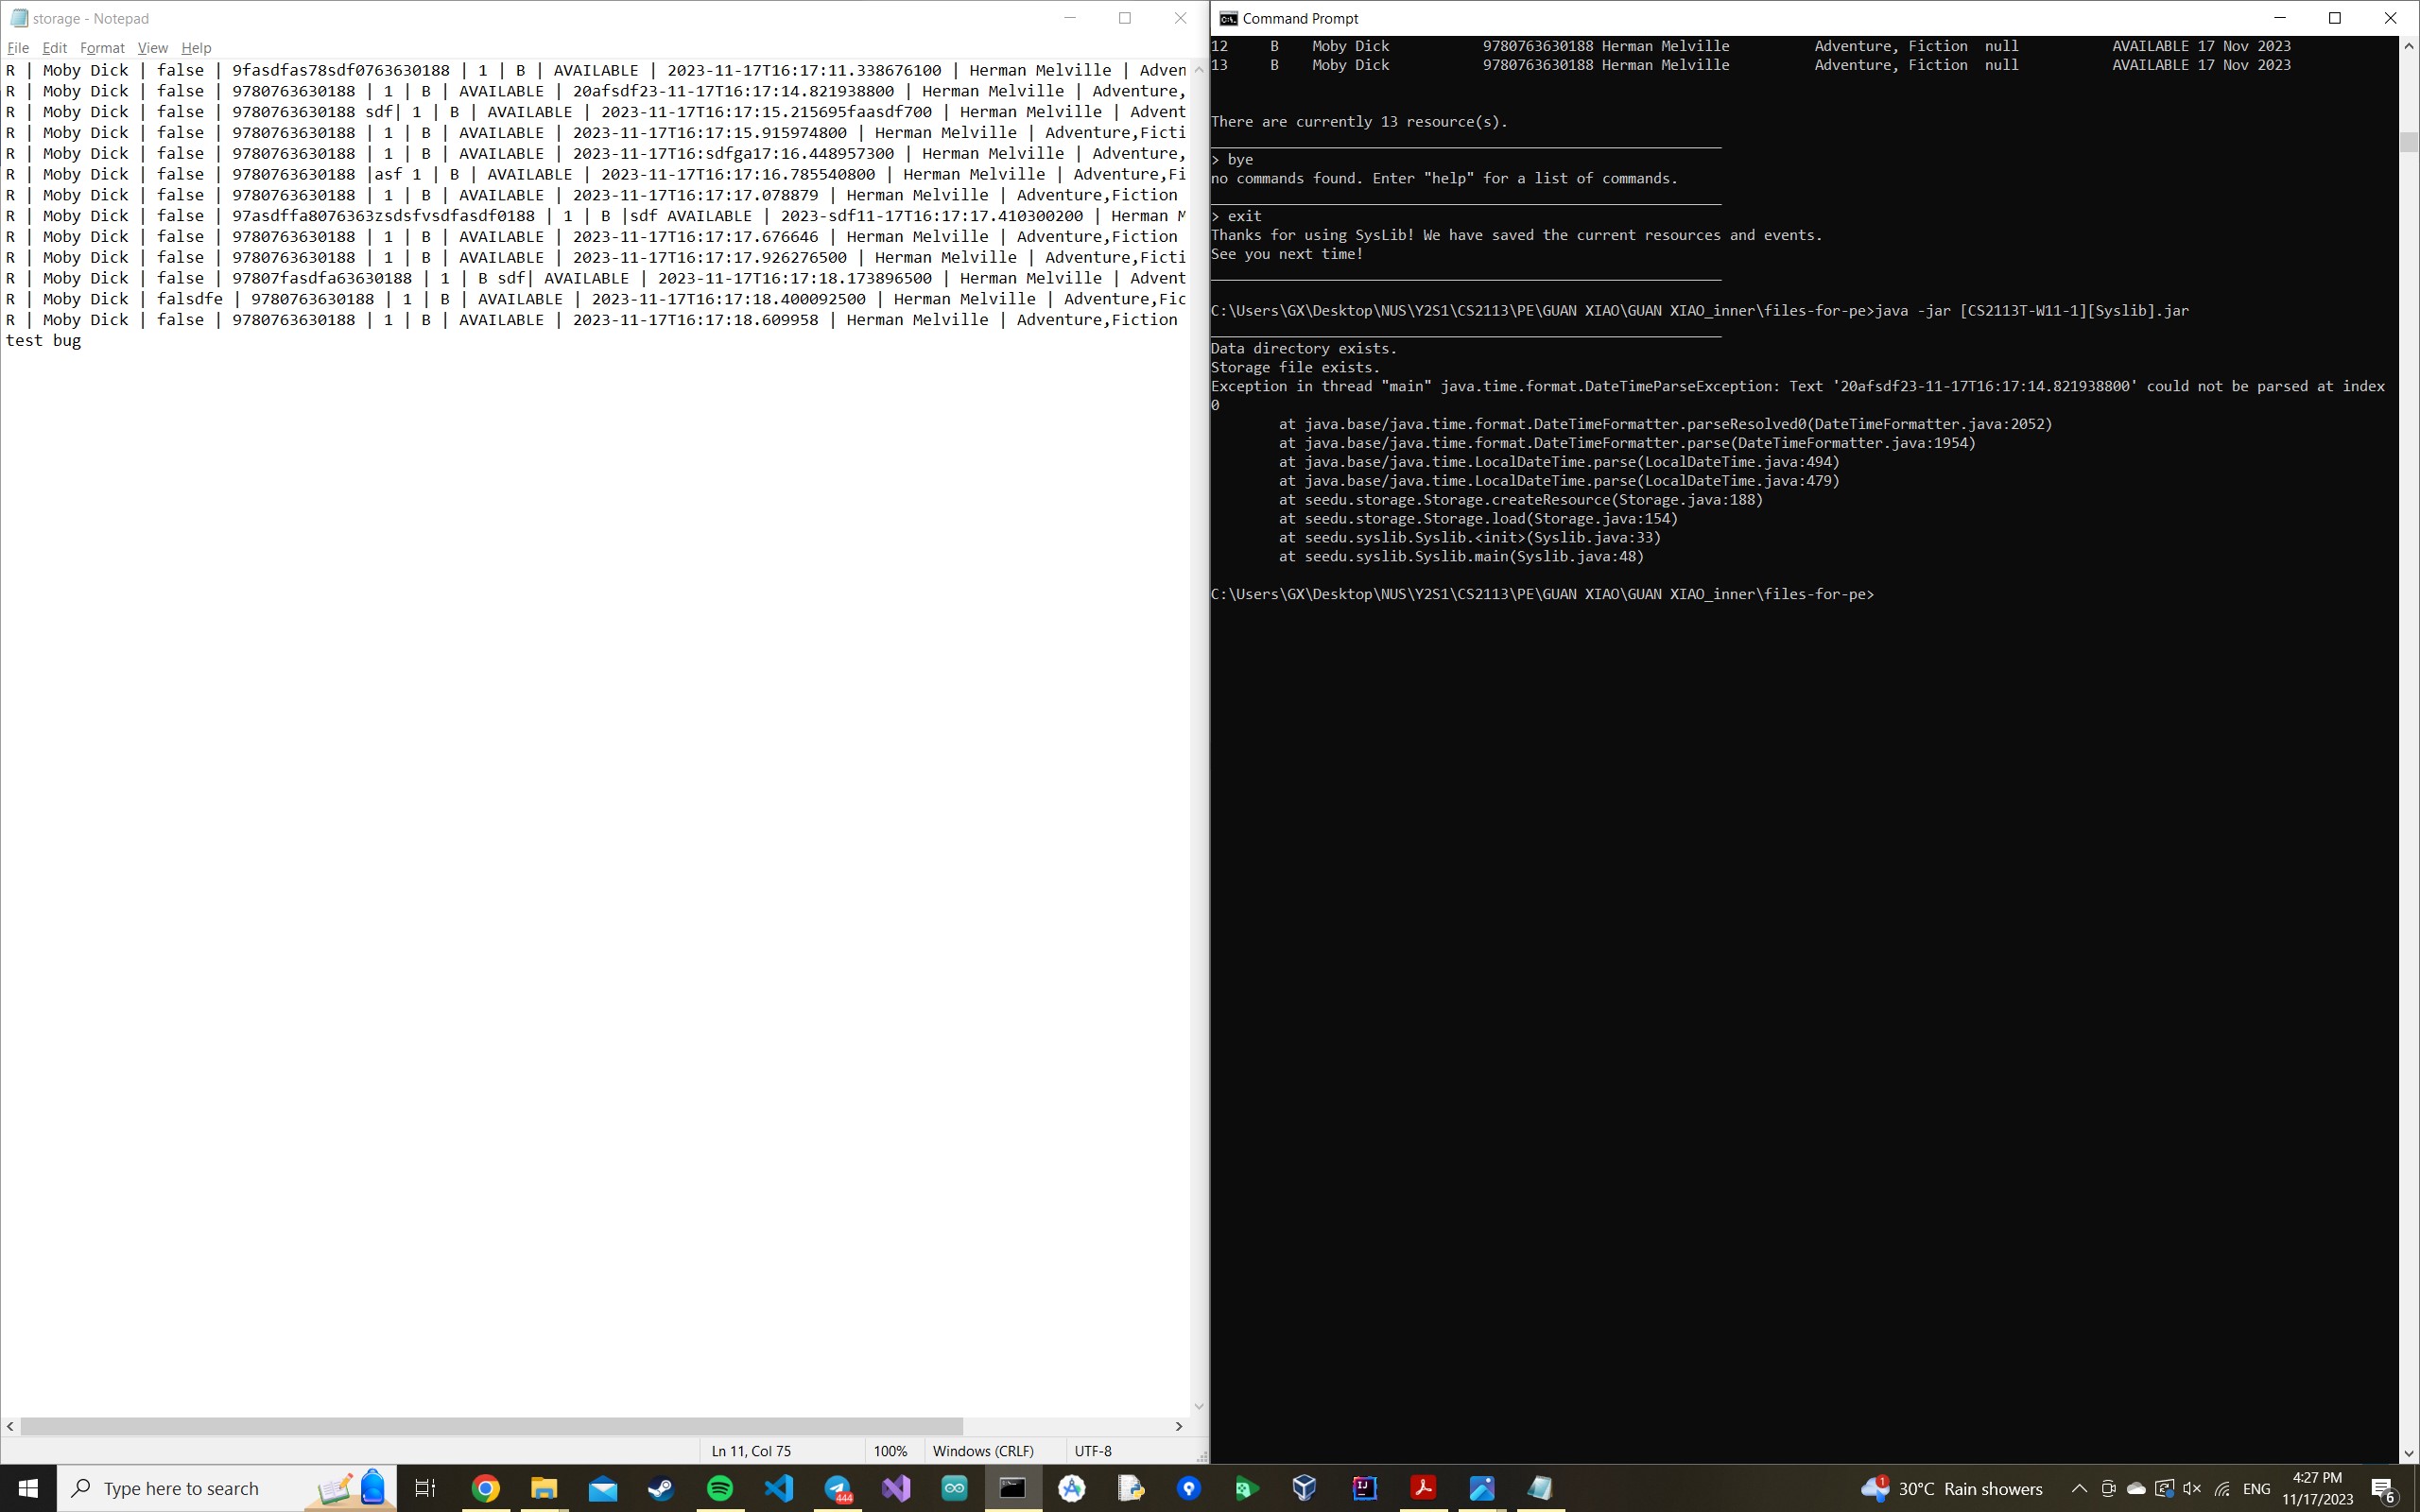 storage - Notepad
File Edit Format View Help
R | Moby Dick | false | 9fasdfas78sdf0763630188 | 1 | B | AVAILABLE | 2023-11-17T16:17:11.338676100 | Herman Melville | Adven
R | Moby Dick | false | 9780763630188 | 1 | B | AVAILABLE | 20afsdf23-11-17T16:17:14.821938800 | Herman Melville | Adventure,
R | Moby Dick | false | 9780763630188 sdf| 1 | B | AVAILABLE | 2023-11-17T16:17:15.215695faasdf700 | Herman Melville | Advent
R | Moby Dick | false | 9780763630188 | 1 | B | AVAILABLE | 2023-11-17T16:17:15.915974800 | Herman Melville | Adventure,Ficti
R | Moby Dick | false | 9780763630188 | 1 | B | AVAILABLE | 2023-11-17T16:sdfga17:16.448957300 | Herman Melville | Adventure,
R | Moby Dick | false | 9780763630188 |asf 1 | B | AVAILABLE | 2023-11-17T16:17:16.785540800 | Herman Melville | Adventure,Fi
R | Moby Dick | false | 9780763630188 | 1 | B | AVAILABLE | 2023-11-17T16:17:17.078879 | Herman Melville | Adventure,Fiction
R | Moby Dick | false | 97asdffa8076363zsdsfvsdfasdf0188 | 1 | B |sdf AVAILABLE | 2023-sdf11-17T16:17:17.410300200 | Herman M
R | Moby Dick | false | 9780763630188 | 1 | B | AVAILABLE | 2023-11-17T16:17:17.676646 | Herman Melville | Adventure,Fiction
R | Moby Dick | false | 9780763630188 | 1 | B | AVAILABLE | 2023-11-17T16:17:17.926276500 | Herman Melville | Adventure,Ficti
R | Moby Dick | false | 97807fasdfa63630188 | 1 | B sdf| AVAILABLE | 2023-11-17T16:17:18.173896500 | Herman Melville | Advent
R | Moby Dick | falsdfe | 9780763630188 | 1 | B | AVAILABLE | 2023-11-17T16:17:18.400092500 | Herman Melville | Adventure,Fic
R | Moby Dick | false | 9780763630188 | 1 | B | AVAILABLE | 2023-11-17T16:17:18.609958 | Herman Melville | Adventure,Fiction
test bug
Ln 11, Col 75 100% Windows (CRLF) UTF-8
Command Prompt
12 B Moby Dick 9780763630188 Herman Melville Adventure, Fiction null AVAILABLE 17 Nov 2023
13 B Moby Dick 9780763630188 Herman Melville Adventure, Fiction null AVAILABLE 17 Nov 2023
There are currently 13 resource(s).
> bye
no commands found. Enter "help" for a list of commands.
> exit
Thanks for using SysLib! We have saved the current resources and events.
See you next time!
C:\Users\GX\Desktop\NUS\Y2S1\CS2113\PE\GUAN XIAO\GUAN XIAO_inner\files-for-pe>java -jar [CS2113T-W11-1][Syslib].jar
Data directory exists.
Storage file exists.
Exception in thread "main" java.time.format.DateTimeParseException: Text '20afsdf23-11-17T16:17:14.821938800' could not be parsed at index
0
at java.base/java.time.format.DateTimeFormatter.parseResolved0(DateTimeFormatter.java:2052)
at java.base/java.time.format.DateTimeFormatter.parse(DateTimeFormatter.java:1954)
at java.base/java.time.LocalDateTime.parse(LocalDateTime.java:494)
at java.base/java.time.LocalDateTime.parse(LocalDateTime.java:479)
at seedu.storage.Storage.createResource(Storage.java:188)
at seedu.storage.Storage.load(Storage.java:154)
at seedu.syslib.Syslib.<init>(Syslib.java:33)
at seedu.syslib.Syslib.main(Syslib.java:48)
C:\Users\GX\Desktop\NUS\Y2S1\CS2113\PE\GUAN XIAO\GUAN XIAO_inner\files-for-pe>
Type here to search
444
1
30°C Rain showers
ENG
4:27 PM
11/17/2023
6